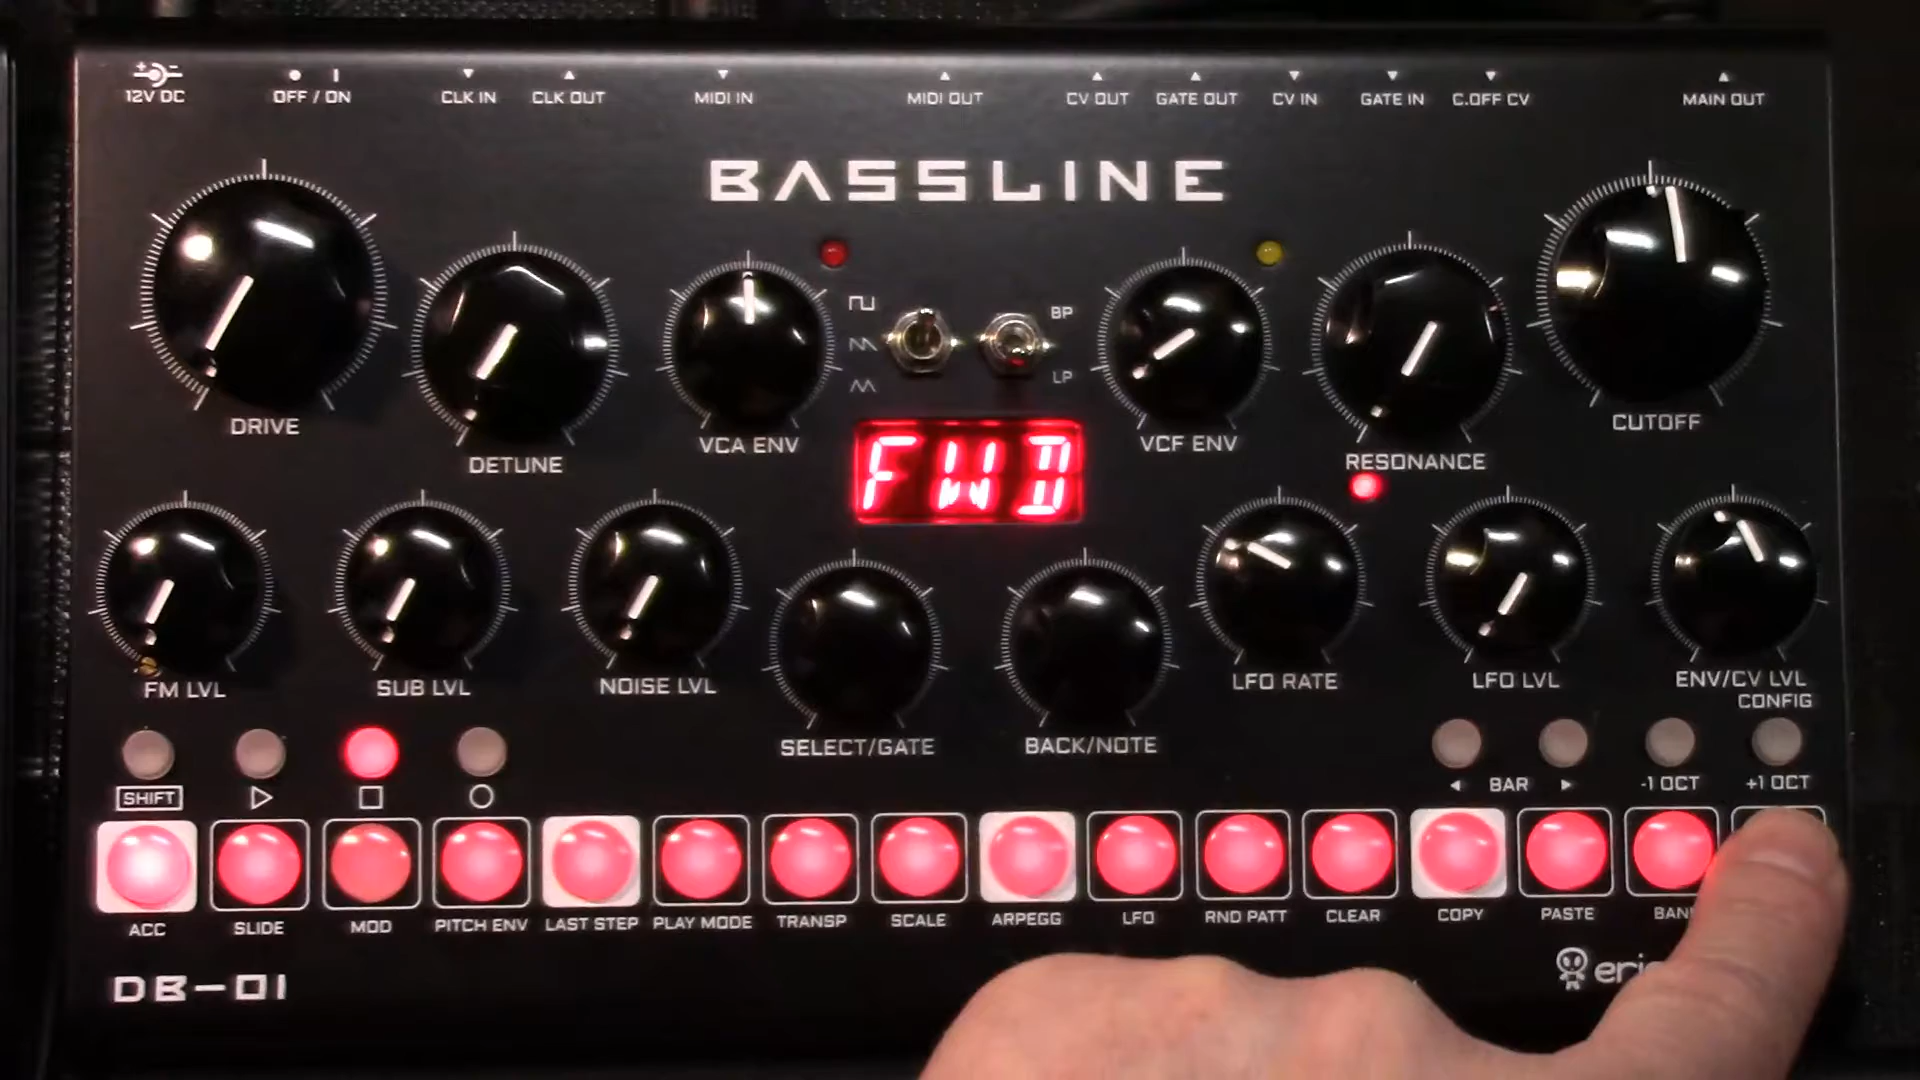 12V DC
OFF / ON
CLK IN
CLK OUT
MIDI IN
MIDI OUT
CV OUT
GATE OUT
CV IN
GATE IN
C.OFF CV
MAIN OUT
BASSLINE
DRIVE
DETUNE
VCA ENV
BP
LP
VCF ENV
RESONANCE
CUTOFF
FWD
FM LVL
SUB LVL
NOISE LVL
SELECT/GATE
BACK/NOTE
LFO RATE
LFO LVL
ENV/CV LVL
CONFIG
SHIFT
BAR
-1 OCT
+1 OCT
ACC
SLIDE
MOD
PITCH ENV
LAST STEP
PLAY MODE
TRANSP
SCALE
ARPEGG
LFO
RND PATT
CLEAR
COPY
PASTE
DB-01